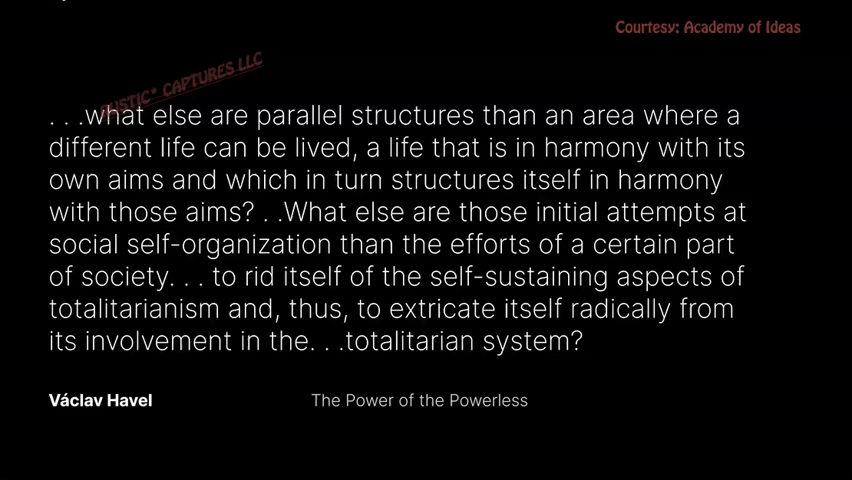 Courtesy: Academy of Ideas
RUSTIC* CAPTURES LLC
. . .what else are parallel structures than an area where a
different life can be lived, a life that is in harmony with its
own aims and which in turn structures itself in harmony
with those aims? . .What else are those initial attempts at
social self-organization than the efforts of a certain part
of society. . . to rid itself of the self-sustaining aspects of
totalitarianism and, thus, to extricate itself radically from
its involvement in the. . .totalitarian system?
Václav Havel The Power of the Powerless